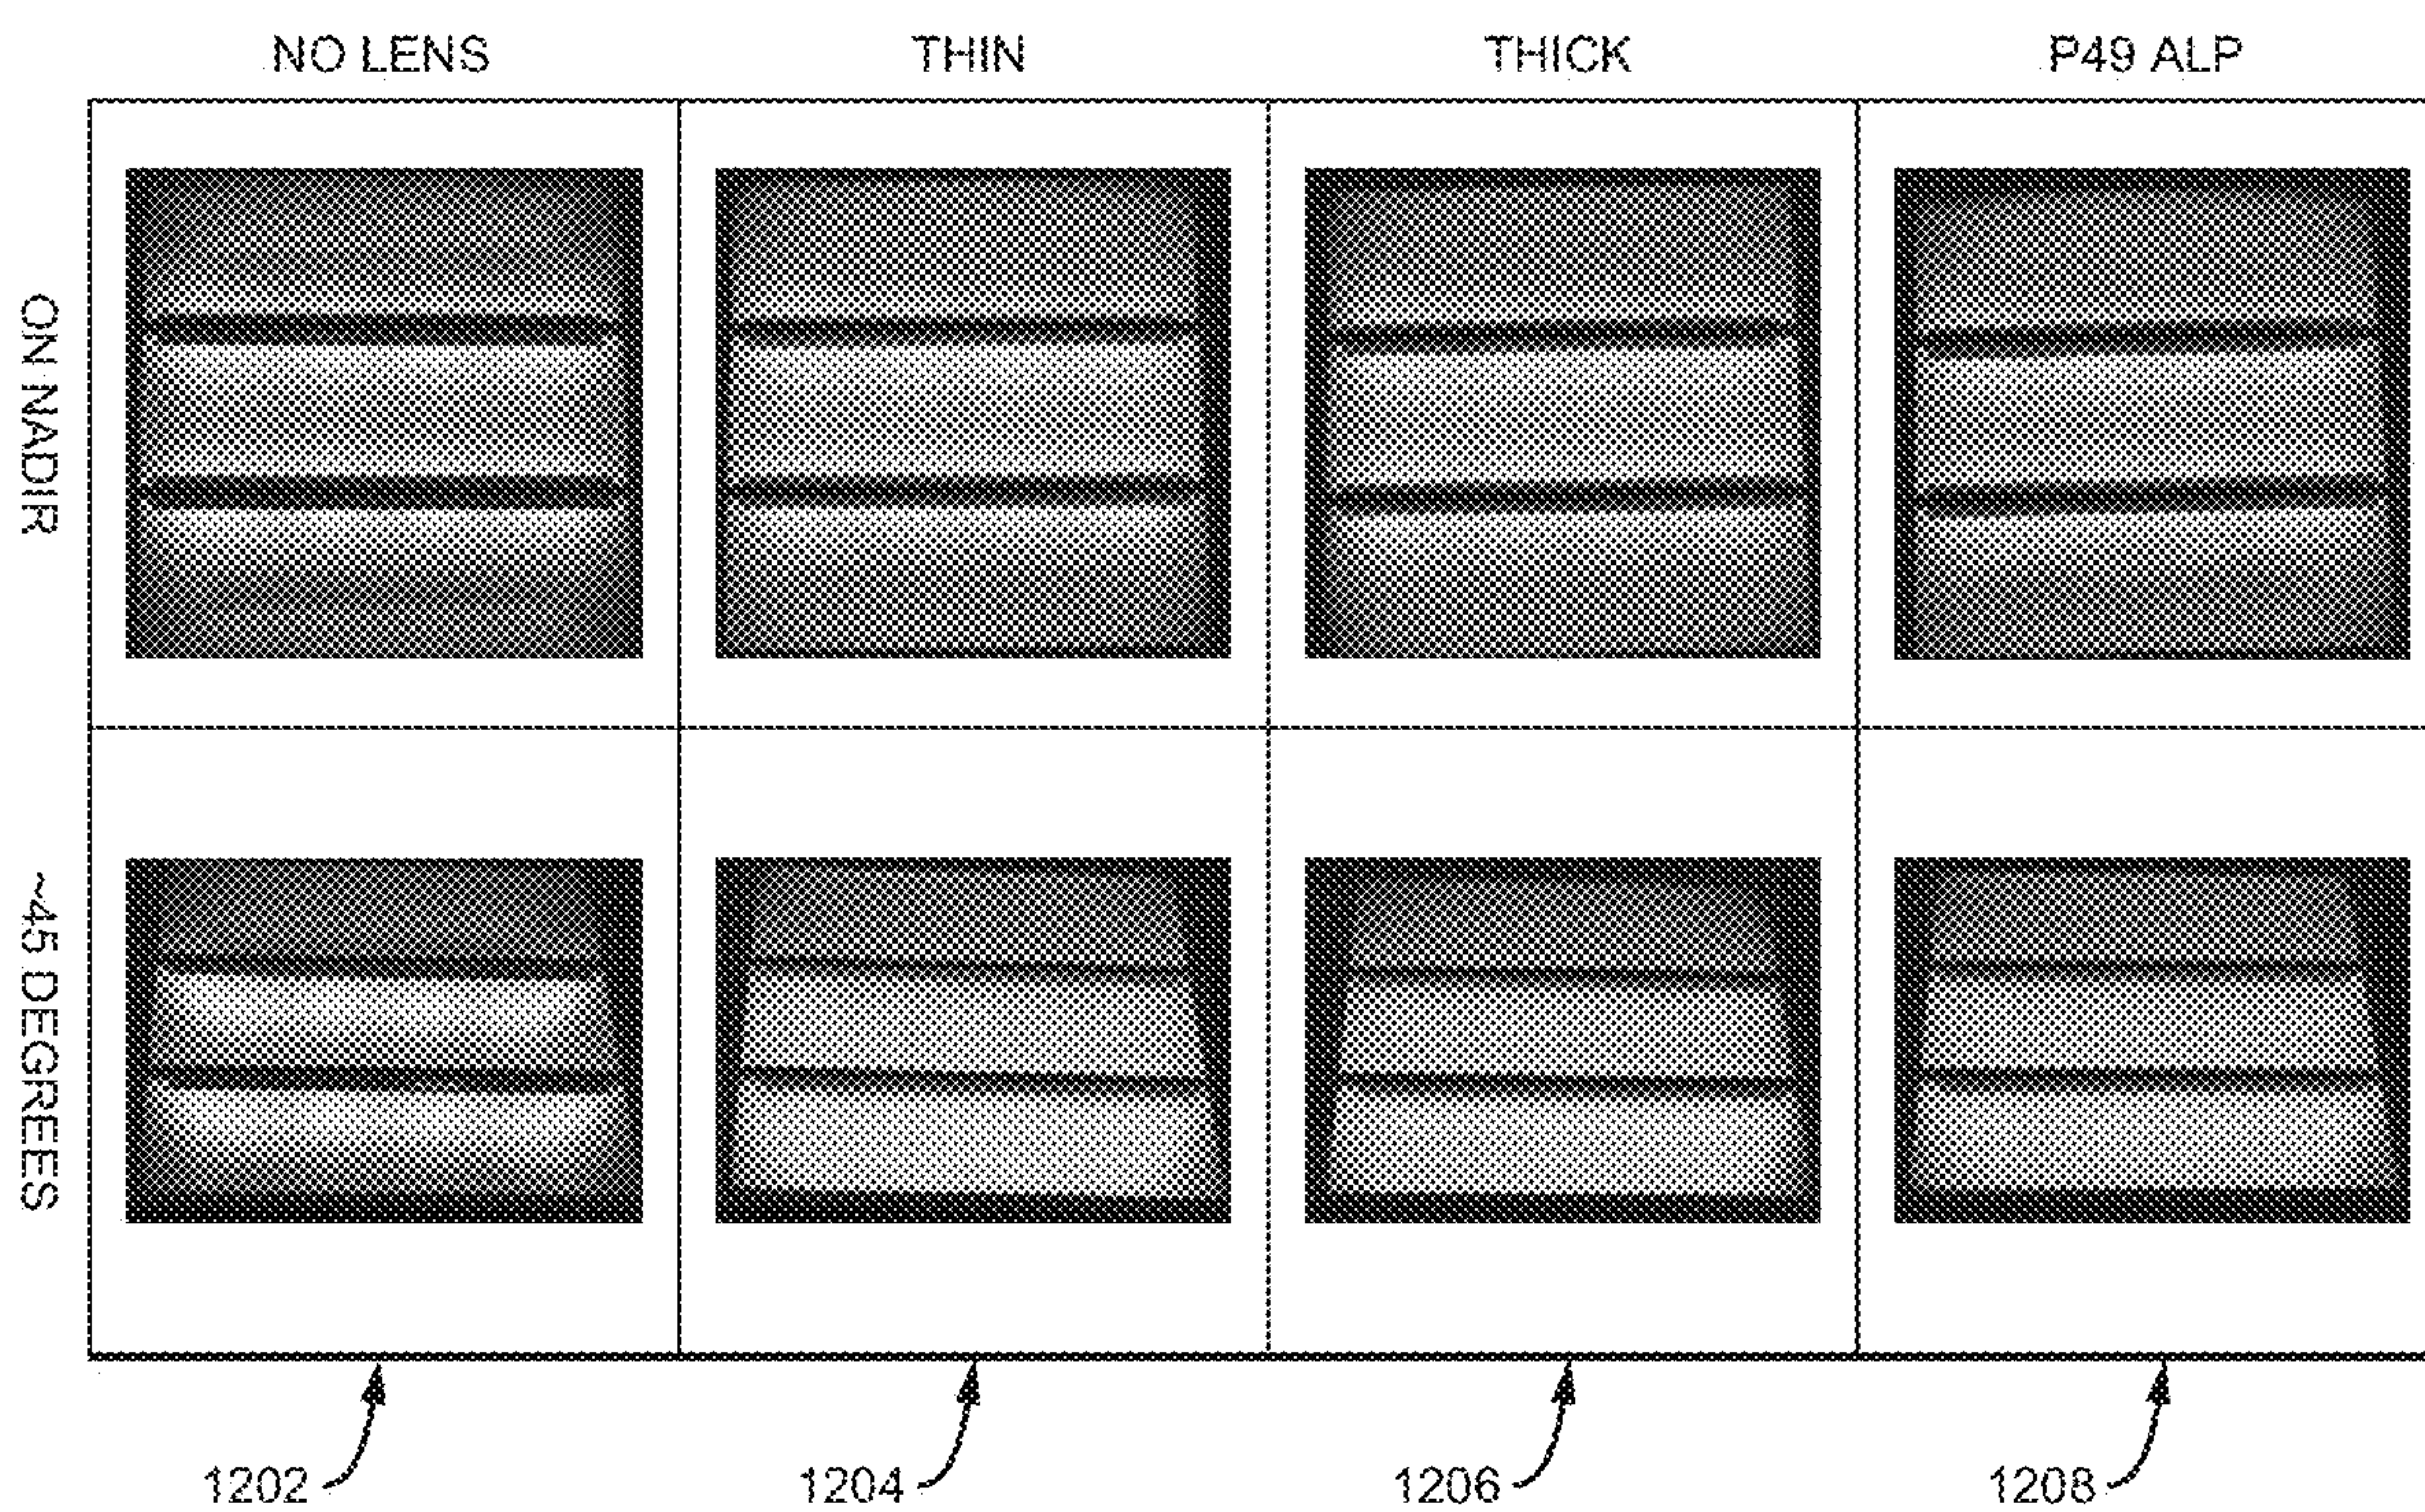 NO LENS
THIN
THICK
P49 ALP
ON NADIR
~45 DEGREES
1202
1204
1206
1208